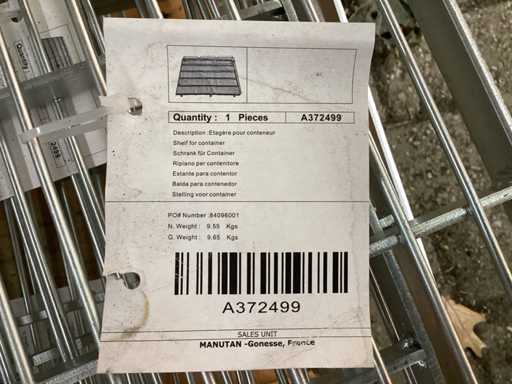 Quantity : 1 Pieces A372499
Description :Etagère pour conteneur
Shelf for container
Schrank für Container
Ripiano per contenitore
Estante para contentor
Balda para contenedor
Stelling voor container
PO# Number :84096001
N. Weight : 9.55 Kgs
G. Weight : 9.65 Kgs
A372499
SALES UNIT
MANUTAN -Gonesse, France